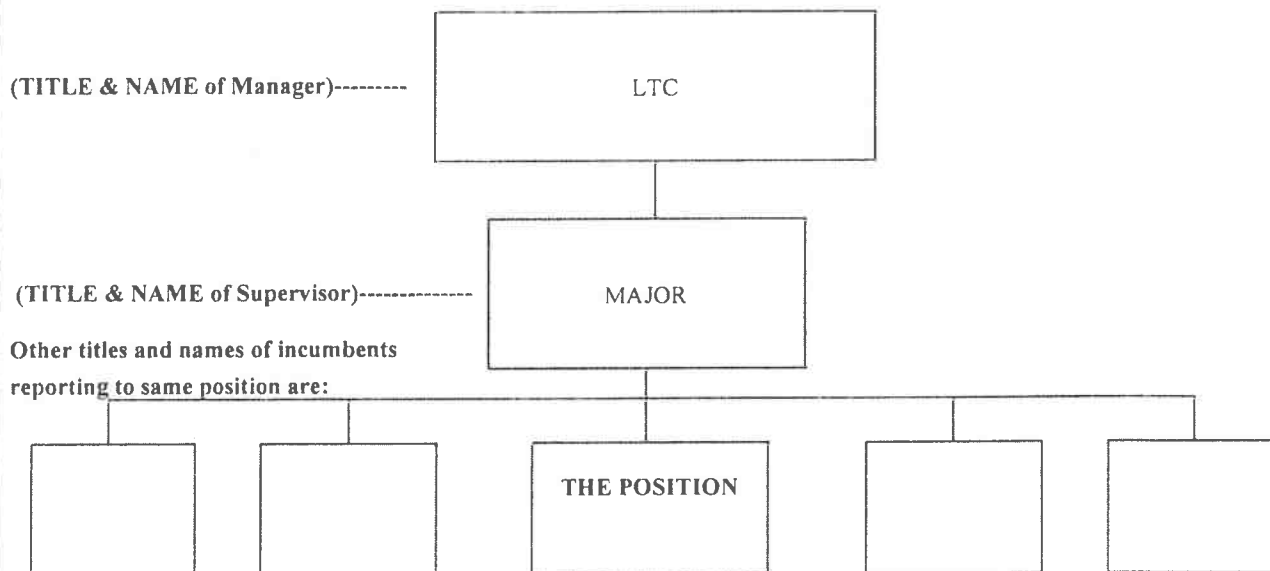 (TITLE & NAME of Manager)---------
LTC
(TITLE & NAME of Supervisor)--------------
MAJOR
Other titles and names of incumbents
reporting to same position are:
THE POSITION